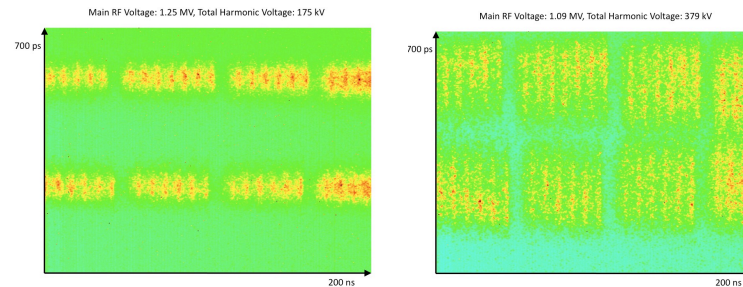 Main RF Voltage: 1.25 MV, Total Harmonic Voltage: 175 kV
700 ps
200 ns
Main RF Voltage: 1.09 MV, Total Harmonic Voltage: 379 kV
700 ps
200 ns